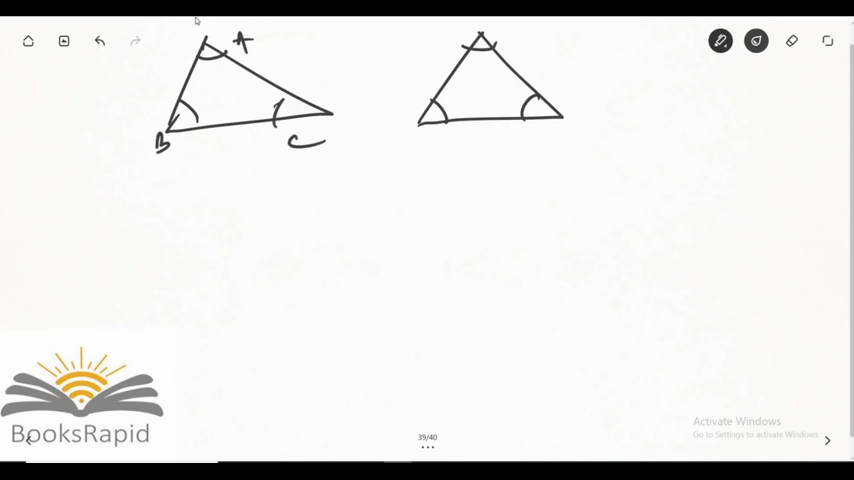 A
B
C
BooksRapid
39/40
Activate Windows
Go to Settings to activate Windows.